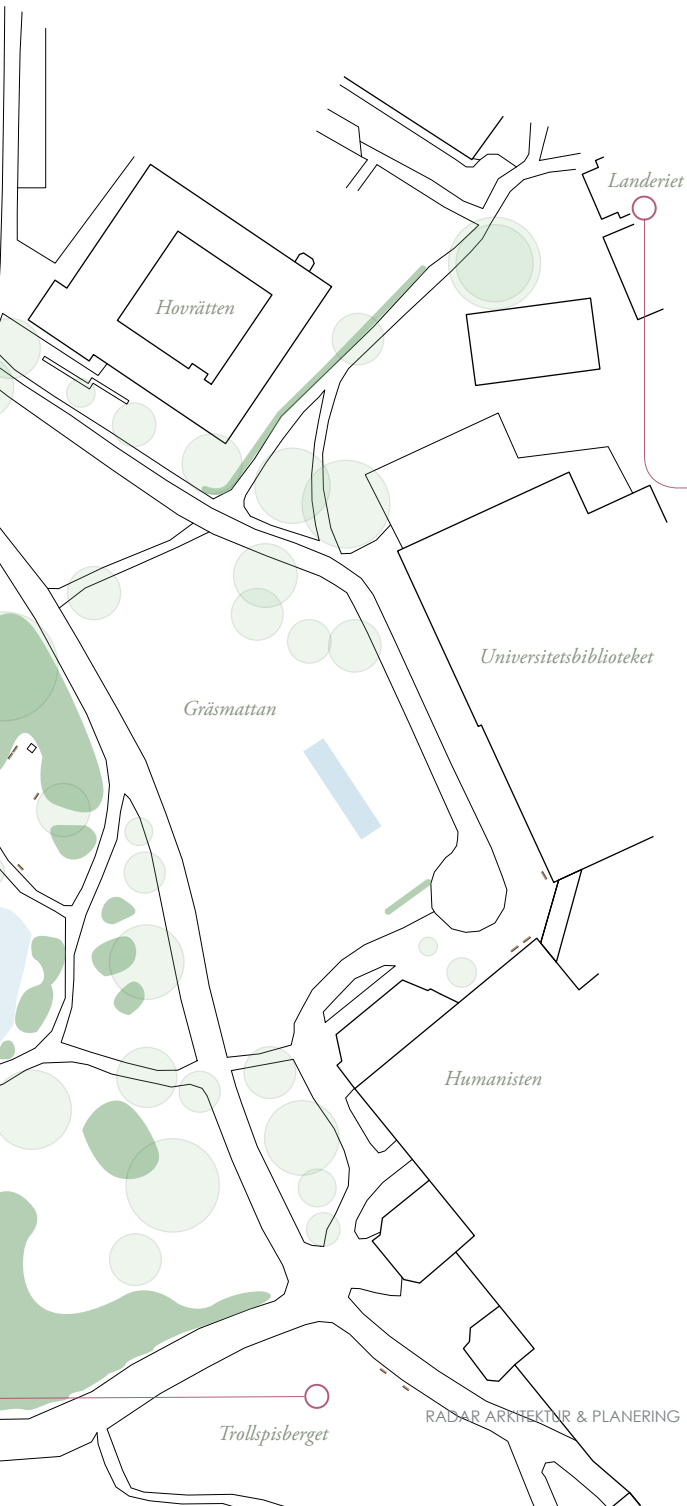 Landeriet
Hovrätten
Universitetsbiblioteket
Gräsmattan
Humanisten
RADAR ARKITEKTUR & PLANERING
Trollspisberget